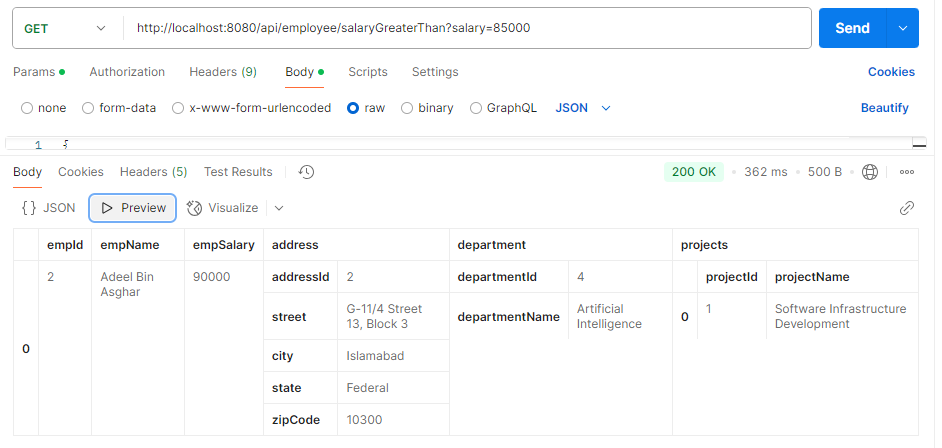 GET http://localhost:8080/api/employee/salaryGreaterThan?salary=85000 Send
Params Authorization Headers (9) Body Scripts Settings Cookies
none form-data x-www-form-urlencoded raw binary GraphQL JSON Beautify
1 {
Body Cookies Headers (5) Test Results 200 OK • 362 ms • 500 B
{} JSON Preview Visualize
empId empName empSalary address department projects
0
2
Adeel Bin
Asghar
90000
addressId 2
street G-11/4 Street
13, Block 3
city Islamabad
state Federal
zipCode 10300
departmentId 4
departmentName Artificial
Intelligence
projectId projectName
0 1 Software Infrastructure
Development